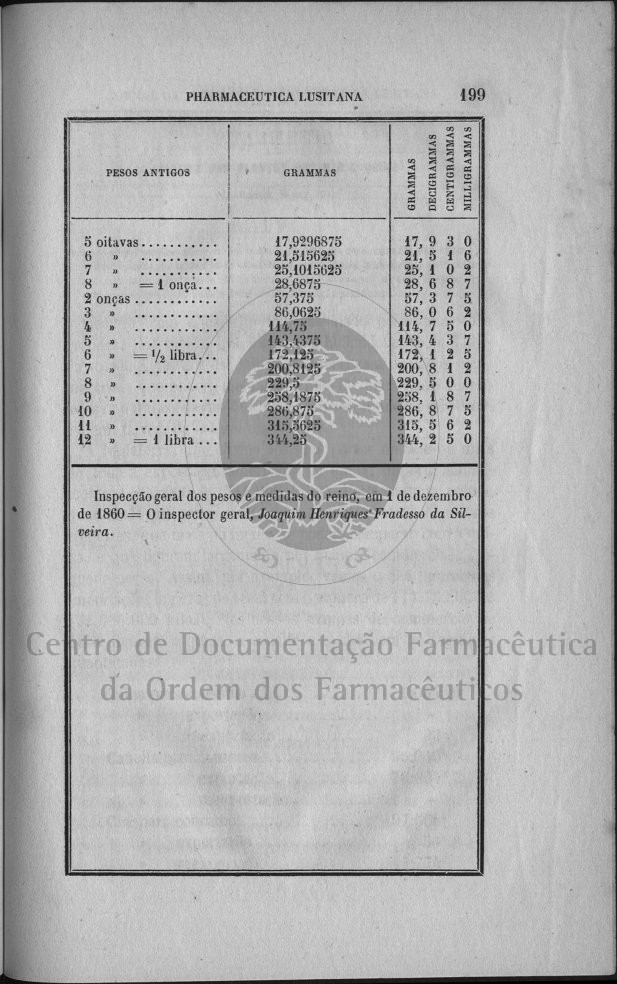 PHARMACEUTICA LUSITANA 199
PESOS ANTIGOS GRAMMAS GRAMMAS DECIGRAMMAS CENTIGRAMMAS MILLIGRAMMAS
5 oitavas........... 17,9296875 17, 9 3 0
6 » ........... 21,515625 21, 5 1 6
7 » ........... 25,1015625 25, 1 0 2
8 » = 1 onça... 28,6875 28, 6 8 7
2 onças............ 57,375 57, 3 7 5
3 » ............ 86,0625 86, 0 6 2
4 » ............ 114,75 114, 7 5 0
5 » ............ 143,4375 143, 4 3 7
6 » = 1/2 libra... 172,125 172, 1 2 5
7 » ............ 200,8125 200, 8 1 2
8 » ............ 229,5 229, 5 0 0
9 » ............ 258,1875 258, 1 8 7
10 » ............ 286,875 286, 8 7 5
11 » ............ 315,5625 315, 5 6 2
12 » = 1 libra ... 344,25 344, 2 5 0
Inspecção geral dos pesos e medidas do reino, em 1 de dezembro
de 1860 = O inspector geral, Joaquim Henriques Fradesso da Sil-
veira.
Centro de Documentação Farmacêutica
da Ordem dos Farmacêuticos